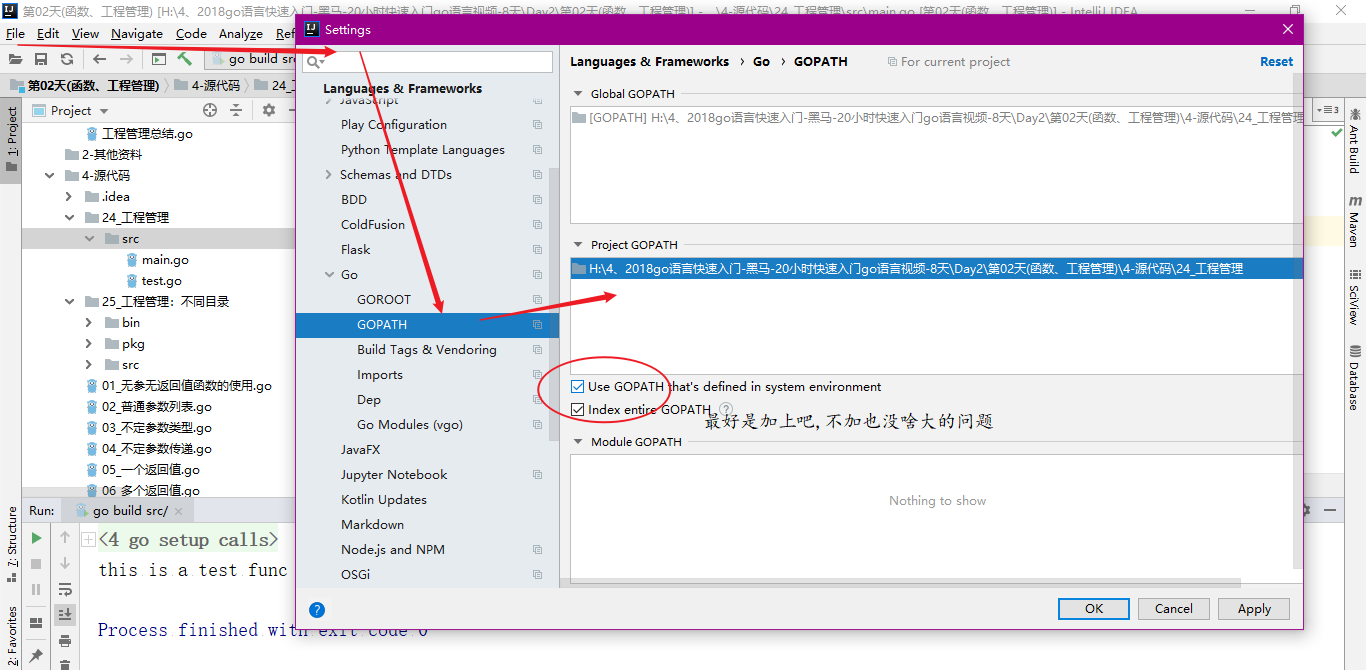 第02天(函数、工程管理) [H:\4、2018go语言快速入门-黑马-20小时快速入门go语言视频-8天\Day2\第02天(函数、工程管理)] - ...\4-源代码\24_工程管理\src\main.go [第02天(函数、工程管理)] - IntelliJ IDEA
File Edit View Navigate Code Analyze Ref
go build src
第02天(函数、工程管理) 4-源代码 24_
1: Project
7: Structure
2: Favorites
Project
工程管理总结.go
2-其他资料
4-源代码
.idea
24_工程管理
src
main.go
test.go
25_工程管理：不同目录
bin
pkg
src
01_无参无返回值函数的使用.go
02_普通参数列表.go
03_不定参数类型.go
04_不定参数传递.go
05_一个返回值.go
06_多个返回值.go
Run: go build src/
<4 go setup calls>
this is a test func
Process finished with exit code 0
Settings
Languages & Frameworks
JavaScript
Play Configuration
Python Template Languages
Schemas and DTDs
BDD
ColdFusion
Flask
Go
GOROOT
GOPATH
Build Tags & Vendoring
Imports
Dep
Go Modules (vgo)
JavaFX
Jupyter Notebook
Kotlin Updates
Markdown
Node.js and NPM
OSGi
Languages & Frameworks › Go › GOPATH
For current project
Reset
Global GOPATH
[GOPATH] H:\4、2018go语言快速入门-黑马-20小时快速入门go语言视频-8天\Day2\第02天(函数、工程管理)\4-源代码\24_工程管理
Project GOPATH
H:\4、2018go语言快速入门-黑马-20小时快速入门go语言视频-8天\Day2\第02天(函数、工程管理)\4-源代码\24_工程管理
Use GOPATH that's defined in system environment
Index entire GOPATH
最好是加上吧,不加也没啥大的问题
Module GOPATH
Nothing to show
OK Cancel Apply
3
Ant Build
m Maven
SciView
Database